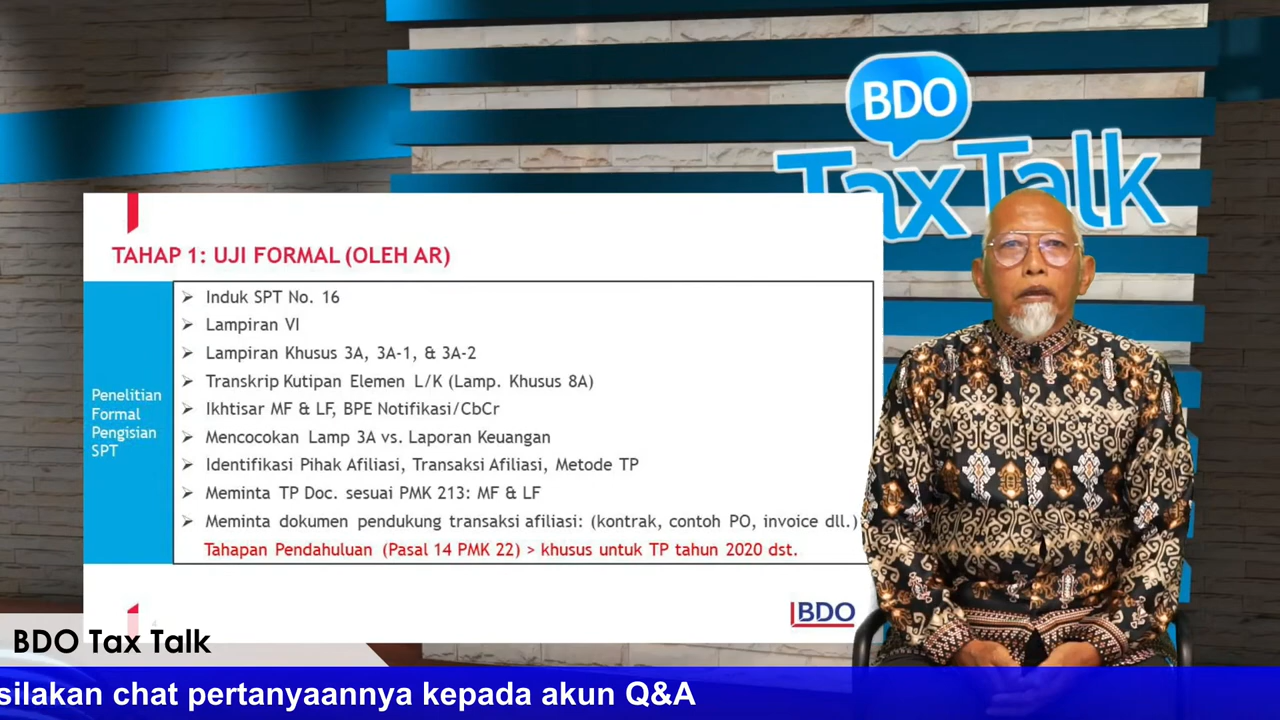 BDO
Tax Talk
TAHAP 1: UJI FORMAL (OLEH AR)
Penelitian
Formal
Pengisian
SPT
➢ Induk SPT No. 16
➢ Lampiran VI
➢ Lampiran Khusus 3A, 3A-1, & 3A-2
➢ Transkrip Kutipan Elemen L/K (Lamp. Khusus 8A)
➢ Ikhtisar MF & LF, BPE Notifikasi/CbCr
➢ Mencocokan Lamp 3A vs. Laporan Keuangan
➢ Identifikasi Pihak Afiliasi, Transaksi Afiliasi, Metode TP
➢ Meminta TP Doc. sesuai PMK 213: MF & LF
➢ Meminta dokumen pendukung transaksi afiliasi: (kontrak, contoh PO, invoice dll.)
Tahapan Pendahuluan (Pasal 14 PMK 22) > khusus untuk TP tahun 2020 dst.
BDO
BDO Tax Talk
silakan chat pertanyaannya kepada akun Q&A